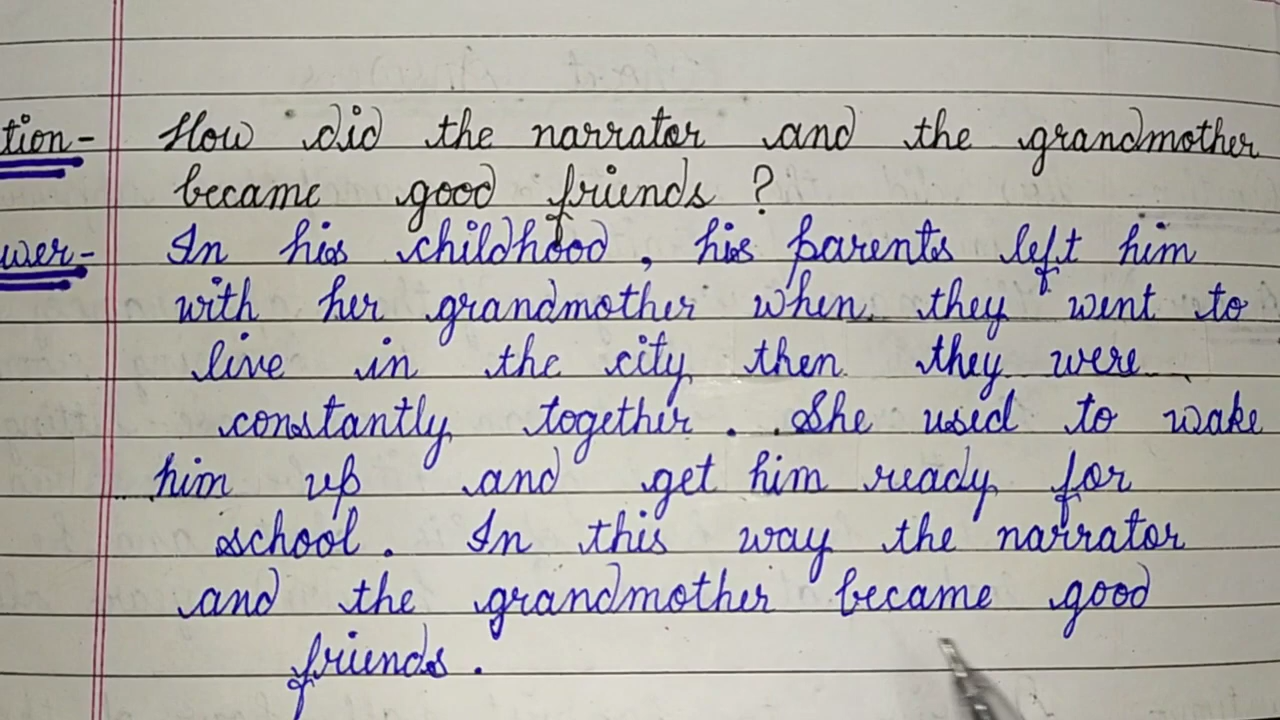 tion- How did the narrator and the grandmother
became good friends ?
wer- In his childhood, his parents left him
with her grandmother when they went to
live in the city then they were
constantly together. She used to wake
him up and get him ready for
school. In this way the narrator
and the grandmother became good
friends.